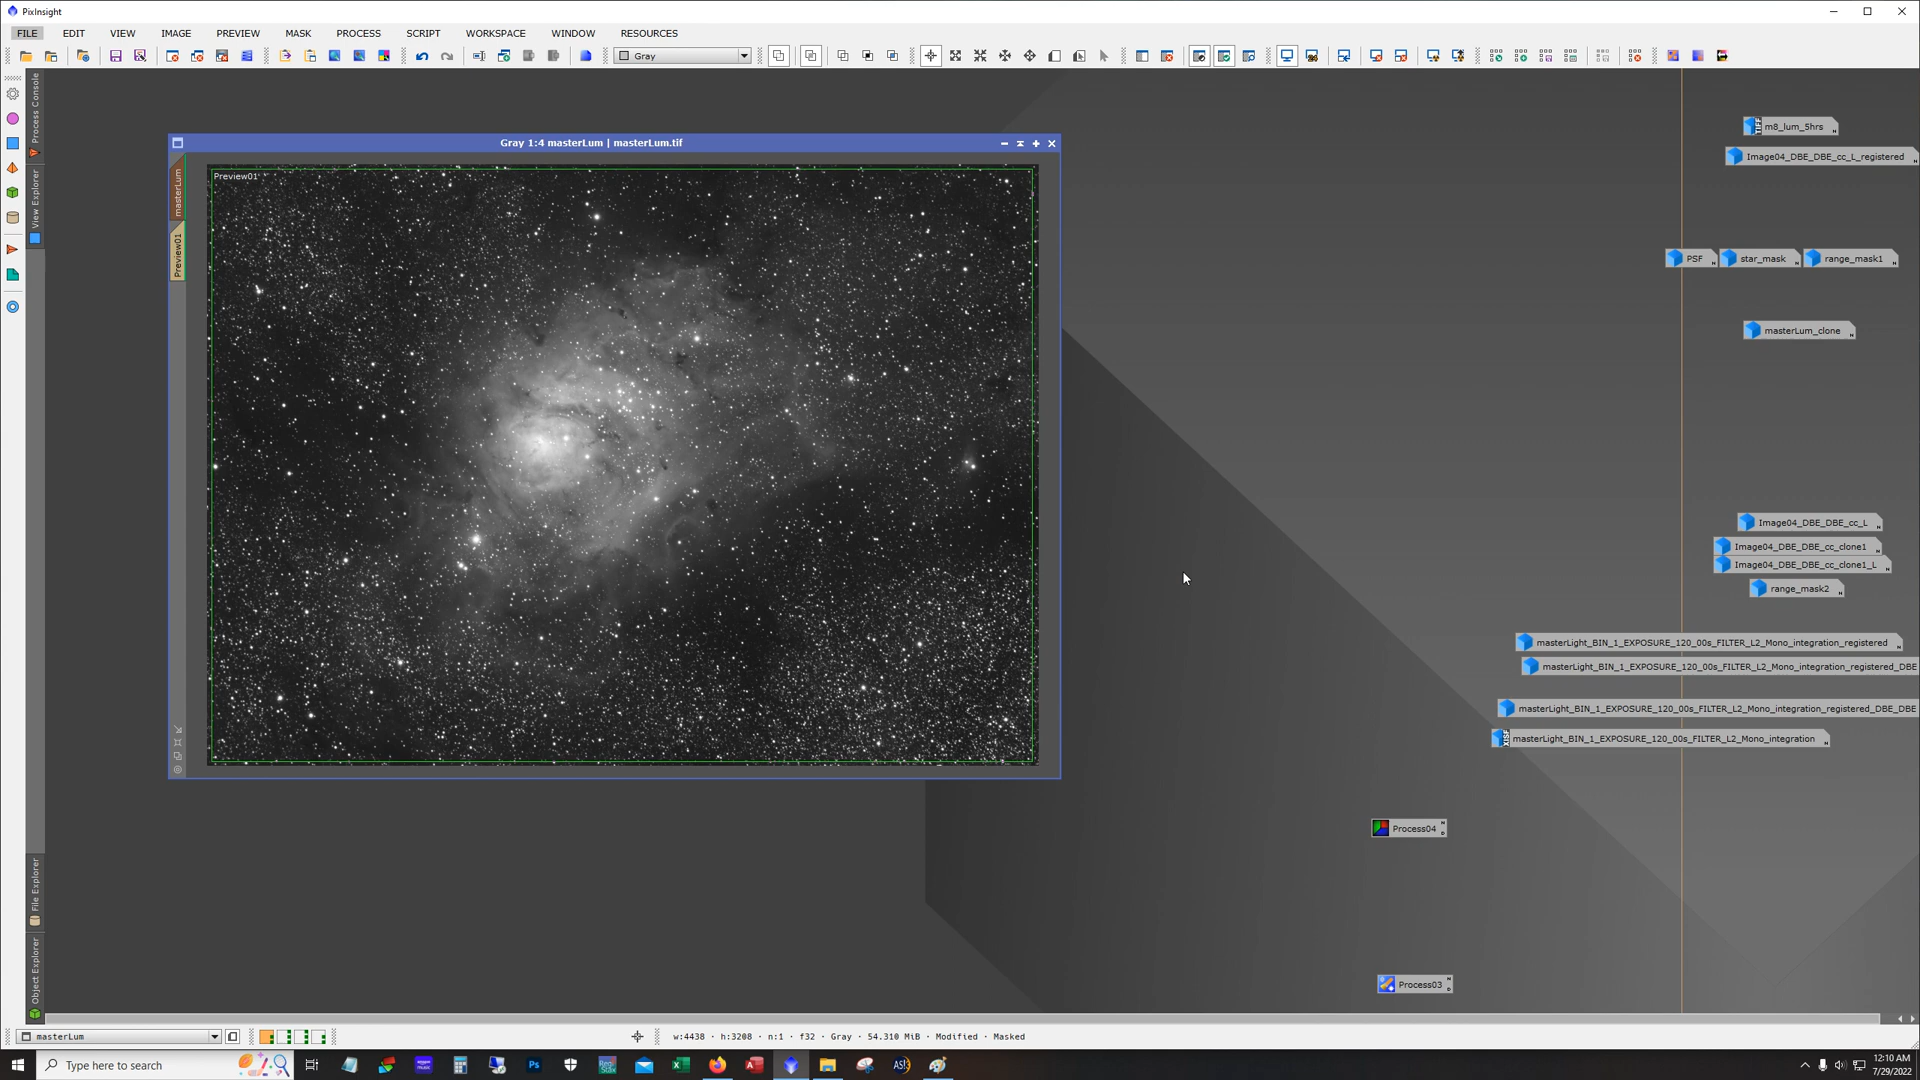 PixInsight
FILE EDIT VIEW IMAGE PREVIEW MASK PROCESS SCRIPT WORKSPACE WINDOW RESOURCES
Gray
Process Console
View Explorer
File Explorer
Object Explorer
Gray 1:4 masterLum | masterLum.tif
masterLum
Preview01
Preview01
m8_lum_5hrs
Image04_DBE_DBE_cc_L_registered
PSF
star_mask
range_mask1
masterLum_clone
Image04_DBE_DBE_cc_L
Image04_DBE_DBE_cc_clone1
Image04_DBE_DBE_cc_clone1_L
range_mask2
masterLight_BIN_1_EXPOSURE_120_00s_FILTER_L2_Mono_integration_registered
masterLight_BIN_1_EXPOSURE_120_00s_FILTER_L2_Mono_integration_registered_DBE
masterLight_BIN_1_EXPOSURE_120_00s_FILTER_L2_Mono_integration_registered_DBE_DBE
masterLight_BIN_1_EXPOSURE_120_00s_FILTER_L2_Mono_integration
Process04
Process03
masterLum
w:4438 · h:3208 · n:1 · f32 · Gray · 54.310 MiB · Modified · Masked
Type here to search
12:10 AM
7/29/2022